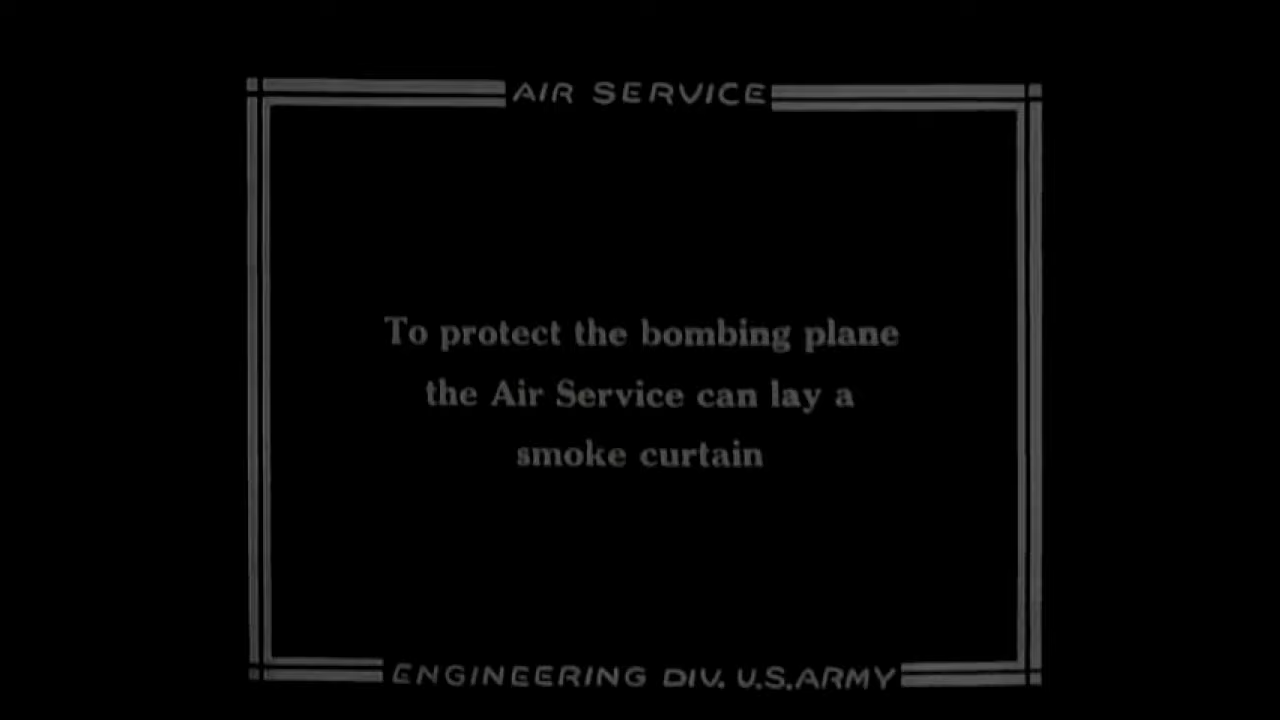 AIR SERVICE
To protect the bombing plane
the Air Service can lay a
smoke curtain
ENGINEERING DIV. U.S.ARMY